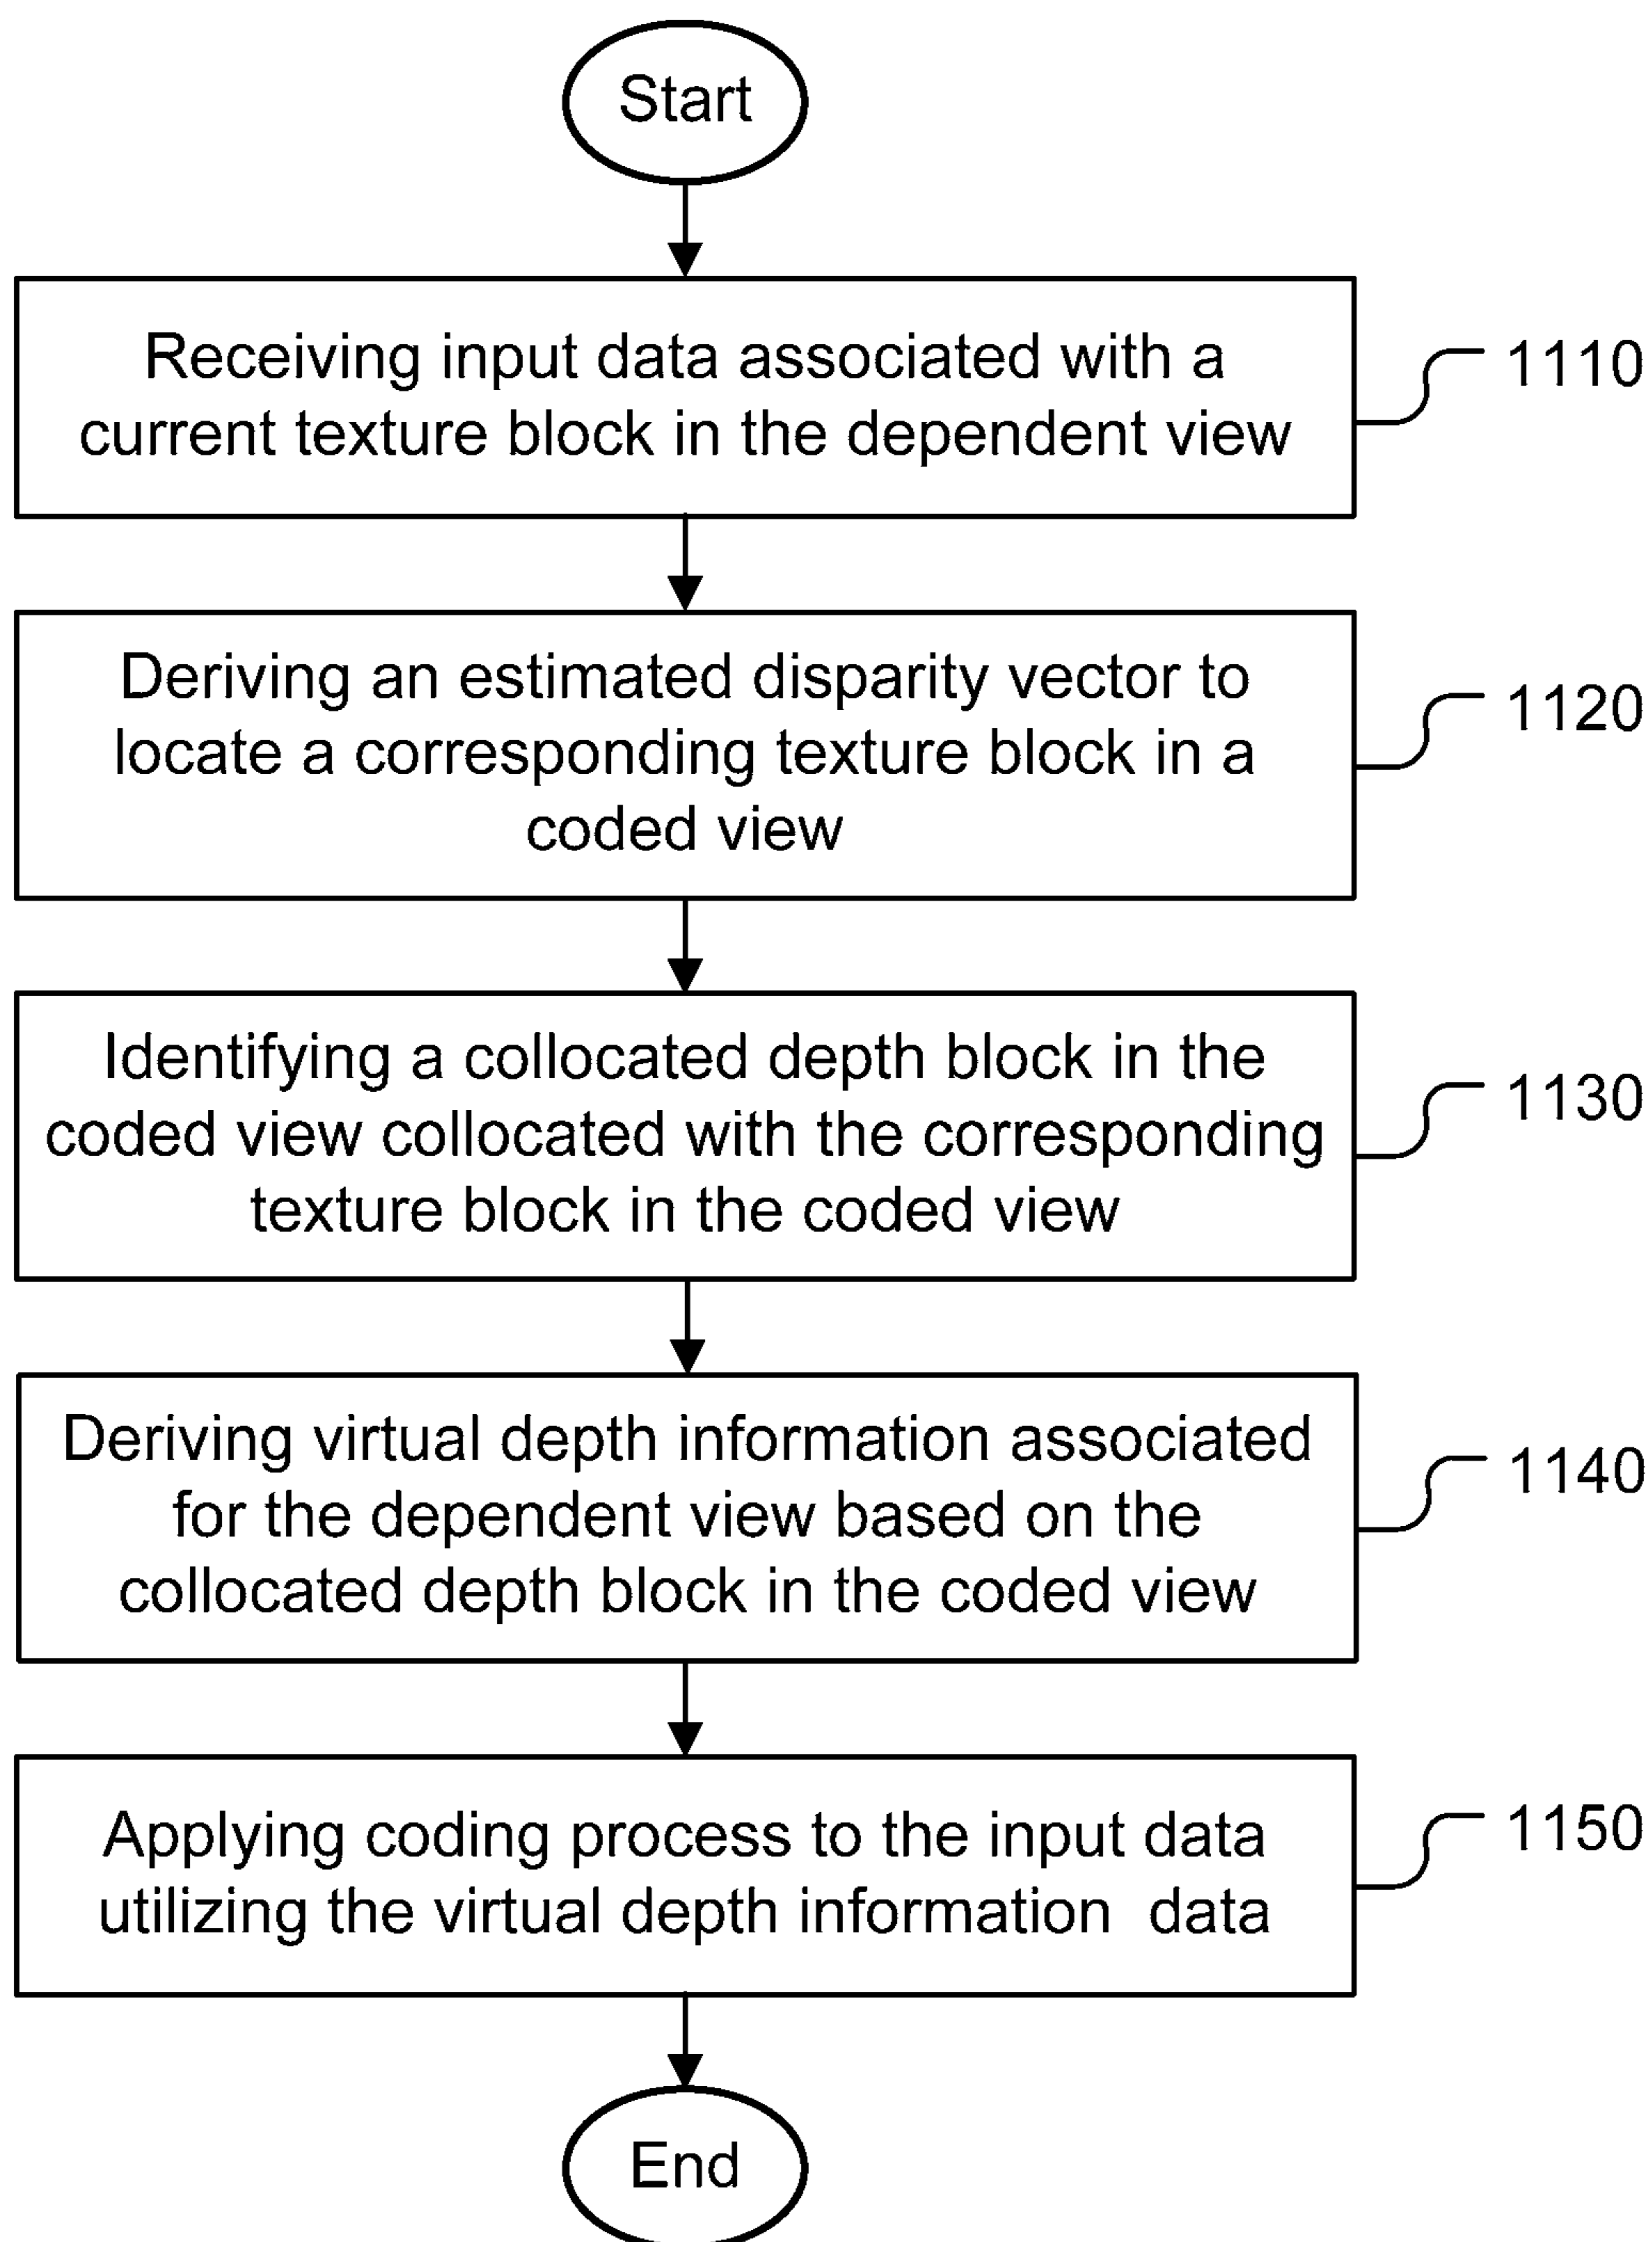 Start
Receiving input data associated with a
current texture block in the dependent view
1110
Deriving an estimated disparity vector to
locate a corresponding texture block in a
coded view
1120
Identifying a collocated depth block in the
coded view collocated with the corresponding
texture block in the coded view
1130
Deriving virtual depth information associated
for the dependent view based on the
collocated depth block in the coded view
1140
Applying coding process to the input data
utilizing the virtual depth information  data
1150
End